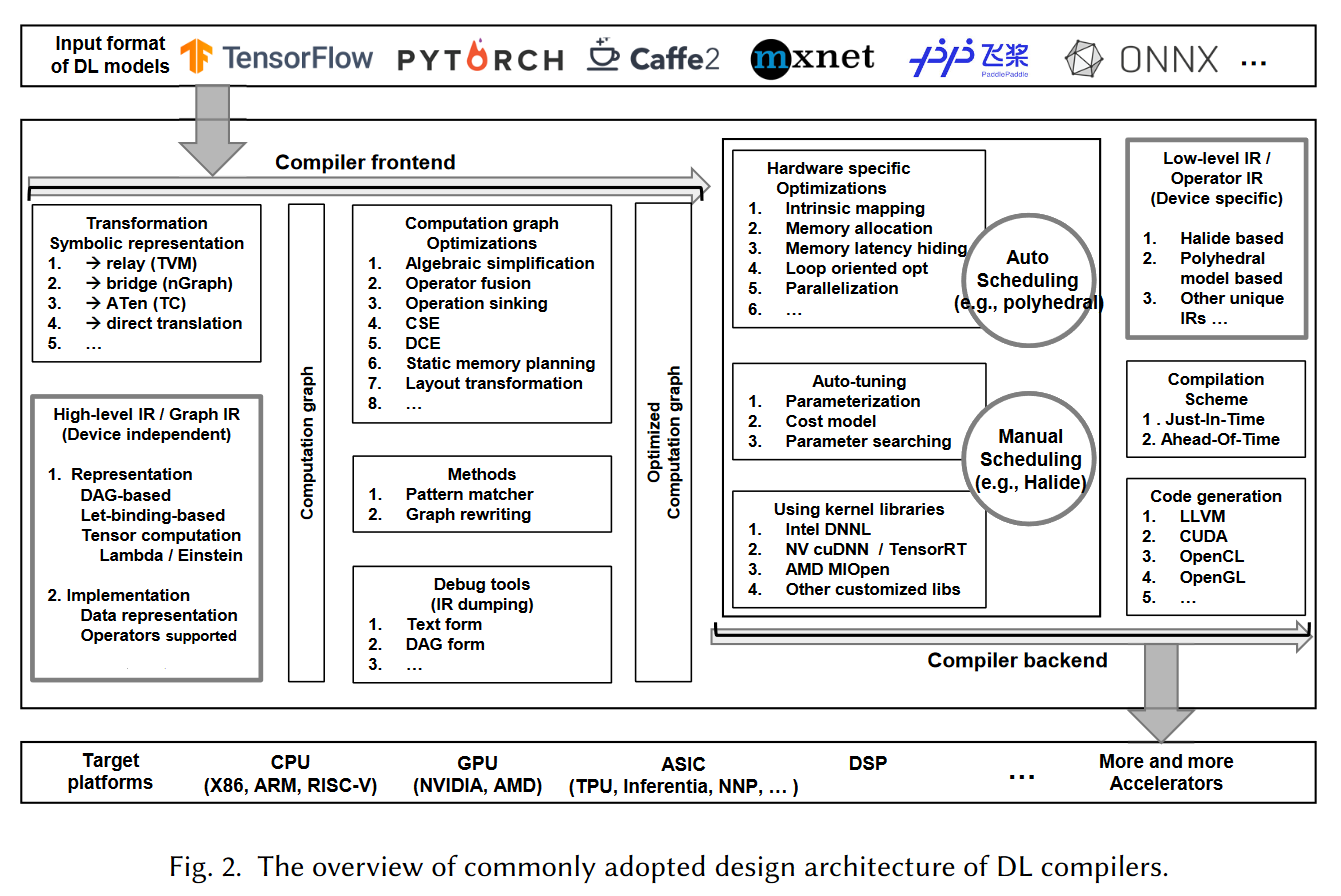 Input format
of DL models
TensorFlow
PYTORCH
Caffe2
mxnet
飞桨
PaddlePaddle
ONNX
...
Compiler frontend
Transformation
Symbolic representation
1. → relay (TVM)
2. → bridge (nGraph)
3. → ATen (TC)
4. → direct translation
5. ...
High-level IR / Graph IR
(Device independent)
1. Representation
DAG-based
Let-binding-based
Tensor computation
Lambda / Einstein
2. Implementation
Data representation
Operators supported
Computation graph
Computation graph
Optimizations
1. Algebraic simplification
2. Operator fusion
3. Operation sinking
4. CSE
5. DCE
6. Static memory planning
7. Layout transformation
8. ...
Methods
1. Pattern matcher
2. Graph rewriting
Debug tools
(IR dumping)
1. Text form
2. DAG form
3. ...
Optimized
Computation graph
Hardware specific
Optimizations
1. Intrinsic mapping
2. Memory allocation
3. Memory latency hiding
4. Loop oriented opt
5. Parallelization
6. ...
Auto-tuning
1. Parameterization
2. Cost model
3. Parameter searching
Using kernel libraries
1. Intel DNNL
2. NV cuDNN / TensorRT
3. AMD MIOpen
4. Other customized libs
Auto
Scheduling
(e.g., polyhedral)
Manual
Scheduling
(e.g., Halide)
Low-level IR /
Operator IR
(Device specific)
1. Halide based
2. Polyhedral
model based
3. Other unique
IRs ...
Compilation
Scheme
1 . Just-In-Time
2. Ahead-Of-Time
Code generation
1. LLVM
2. CUDA
3. OpenCL
4. OpenGL
5. ...
Compiler backend
Target
platforms
CPU
(X86, ARM, RISC-V)
GPU
(NVIDIA, AMD)
ASIC
(TPU, Inferentia, NNP, ... )
DSP
...
More and more
Accelerators
Fig. 2. The overview of commonly adopted design architecture of DL compilers.